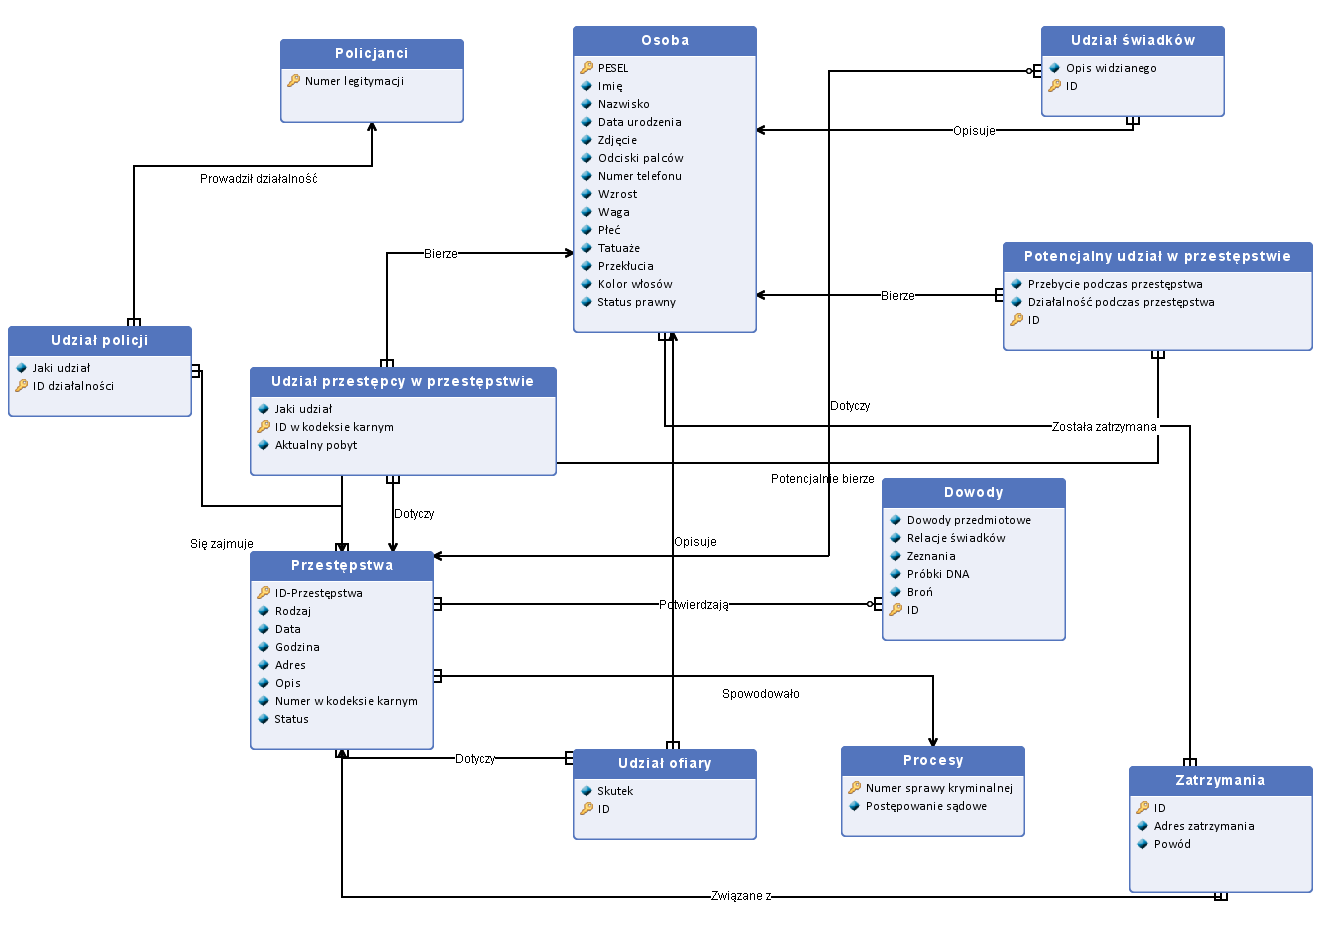 Policjanci
Numer legitymacji
Osoba
PESEL
Imię
Nazwisko
Data urodzenia
Zdjęcie
Odciski palców
Numer telefonu
Wzrost
Waga
Płeć
Tatuaże
Przekłucia
Kolor włosów
Status prawny
Udział świadków
Opis widzianego
ID
Opisuje
Prowadził działalność
Bierze
Potencjalny udział w przestępstwie
Przebycie podczas przestępstwa
Działalność podczas przestępstwa
ID
Bierze
Udział policji
Jaki udział
ID działalności
Udział przestępcy w przestępstwie
Jaki udział
ID w kodeksie karnym
Aktualny pobyt
Dotyczy
Została zatrzymana
Potencjalnie bierze
Dowody
Dowody przedmiotowe
Relacje świadków
Zeznania
Próbki DNA
Broń
ID
Dotyczy
Się zajmuje
Opisuje
Przestępstwa
ID-Przestępstwa
Rodzaj
Data
Godzina
Adres
Opis
Numer w kodeksie karnym
Status
Potwierdzają
Spowodowało
Dotyczy
Udział ofiary
Skutek
ID
Procesy
Numer sprawy kryminalnej
Postępowanie sądowe
Zatrzymania
ID
Adres zatrzymania
Powód
Związane z